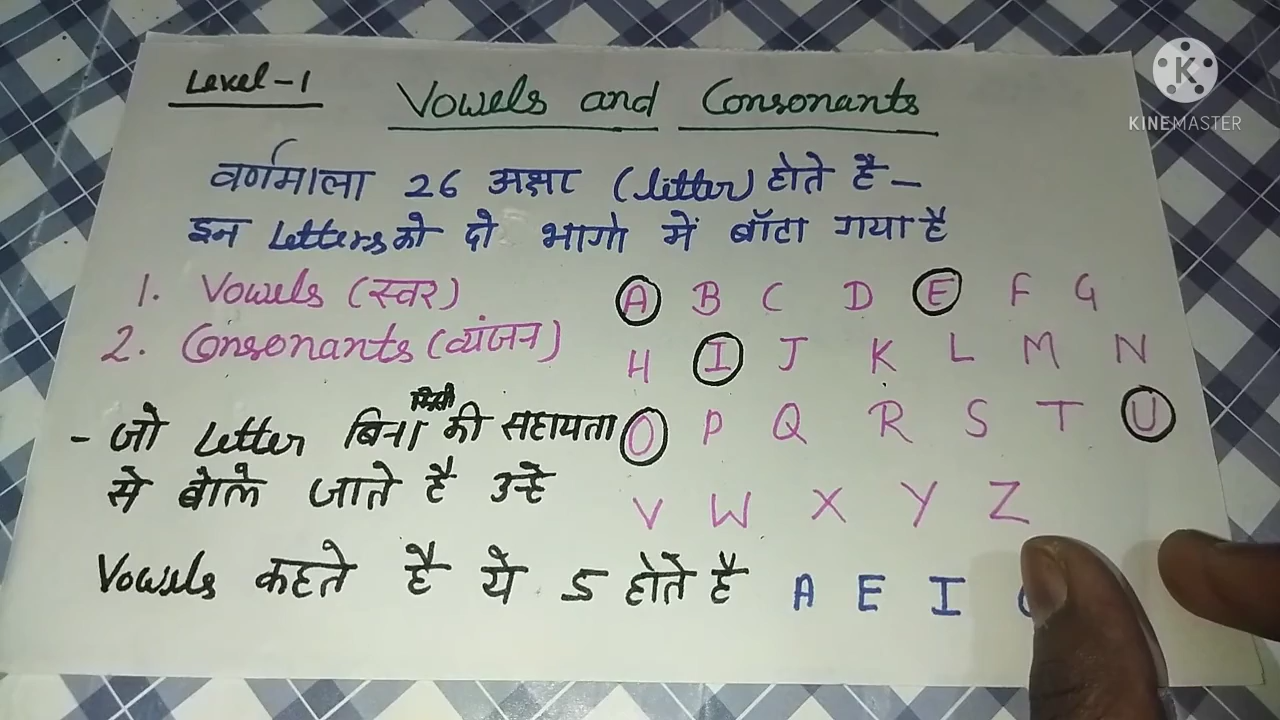 Level-1
Vowels and Consonants
वर्णमाला 26 अक्षर (litter) होते है -
इन Letters को दो भागो में बॉटा गया है
1. Vowels (स्वर)
2. Consonants (व्यंजन)
A B C D E F G
H I J K L M N
O P Q R S T U
V W X Y Z
- जो Letter बिना किसी की सहायता
से बोले जाते है उन्हे
Vowels कहते है ये 5 होते है A E I
K
KINEMASTER